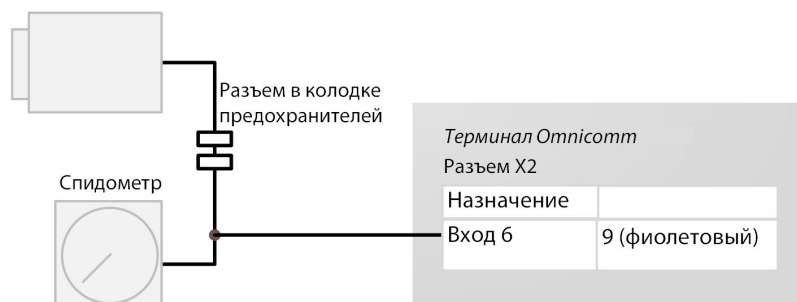 Разъем в колодке
предохранителей
Спидометр
Терминал Omnicomm
Разъем X2
Назначение
Вход 6 9 (фиолетовый)